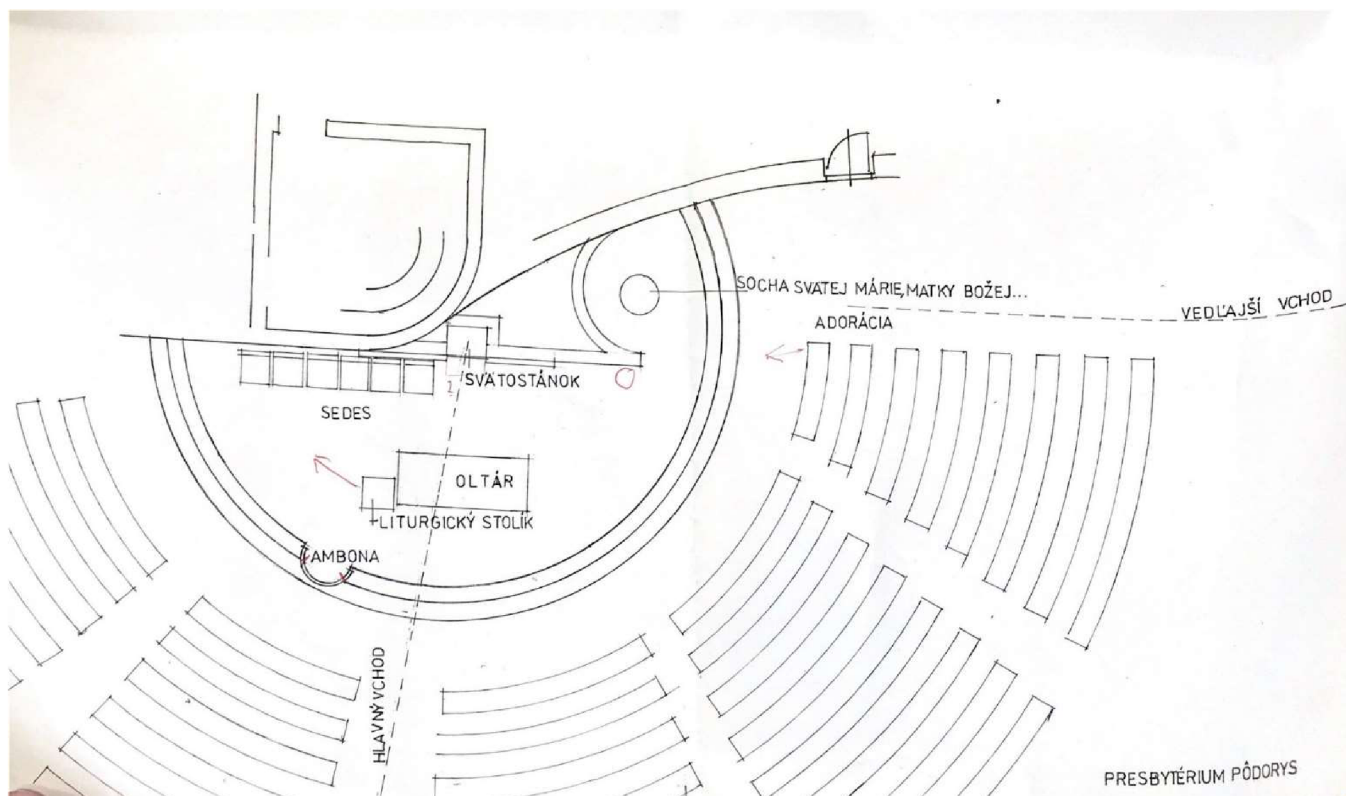 SOCHA SVATEJ MÁRIE, MATKY BOŽEJ...
VEDĽAJŠÍ VCHOD
ADORÁCIA
SVÄTOSTÁNOK
SEDES
OLTÁR
LITURGICKÝ STOLÍK
AMBONA
HLAVNÝ VCHOD
PRESBYTÉRIUM PÔDORYS